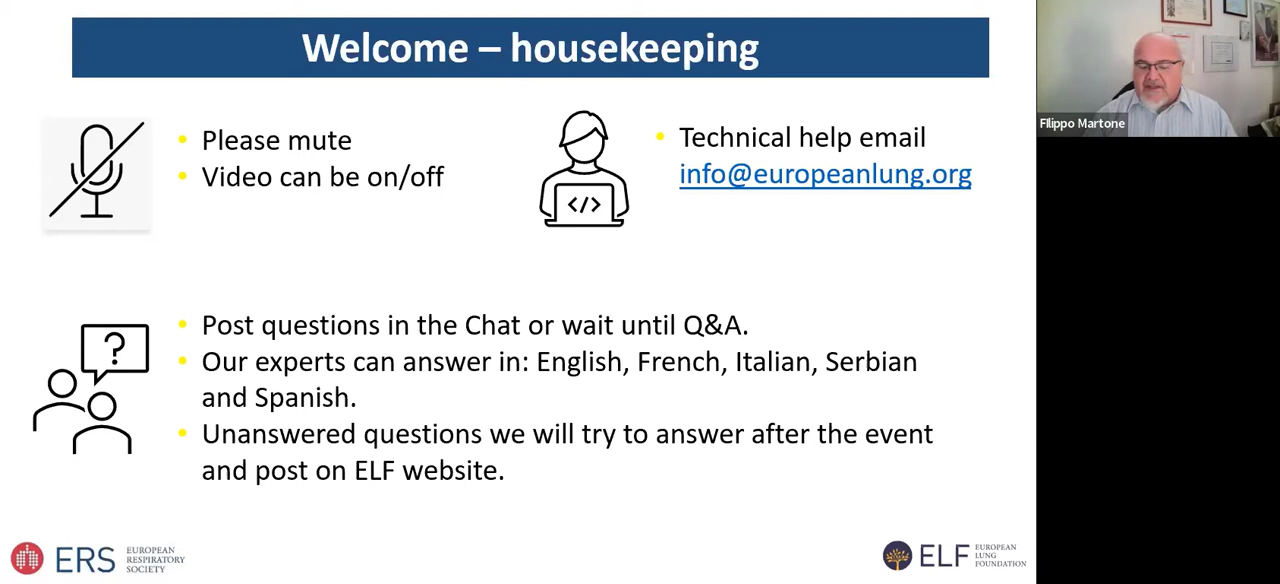 Welcome – housekeeping
Please mute
Video can be on/off
Technical help email
info@europeanlung.org
</>
Post questions in the Chat or wait until Q&A.
Our experts can answer in: English, French, Italian, Serbian
and Spanish.
Unanswered questions we will try to answer after the event
and post on ELF website.
?
ERS
EUROPEAN
RESPIRATORY
SOCIETY
ELF
EUROPEAN
LUNG
FOUNDATION
FIlippo Martone